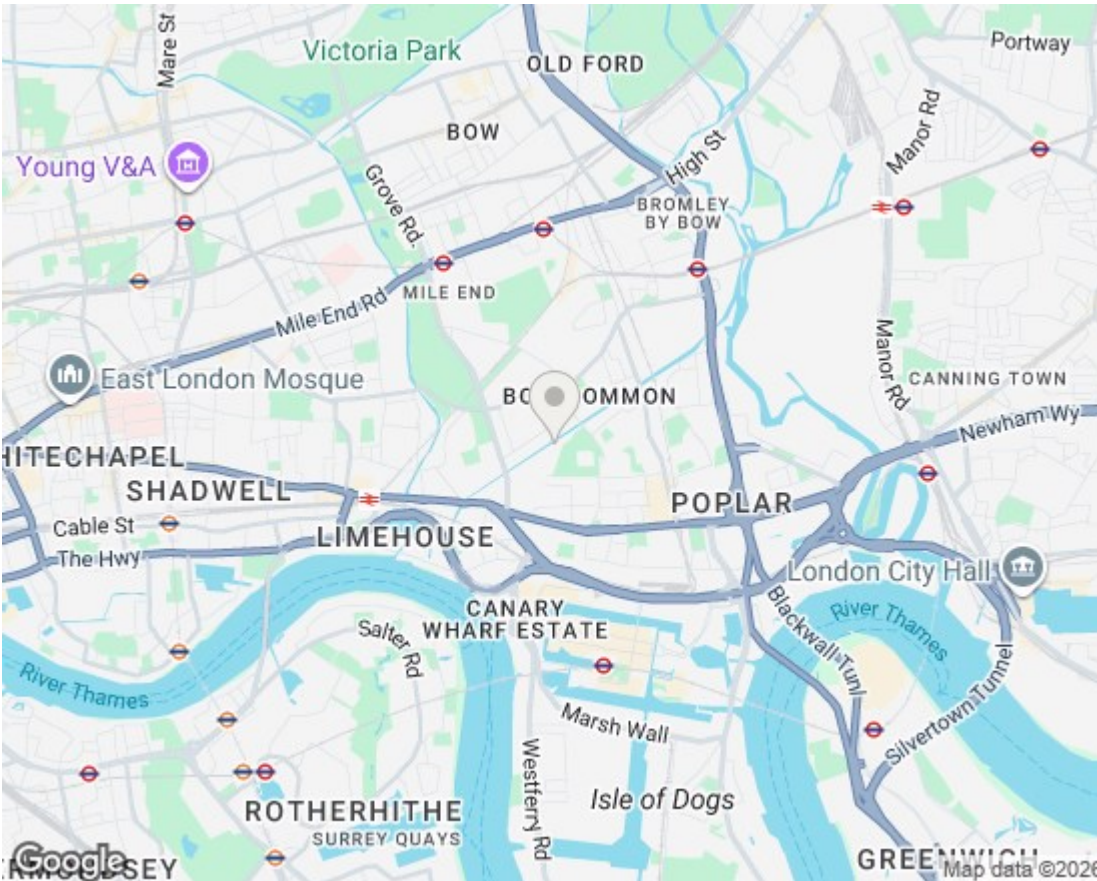 Mare St
Victoria Park
Portway
OLD FORD
BOW
Manor Rd
Young V&A
High St
Grove Rd.
BROMLEY
BY BOW
MILE END
Mile End Rd
Manor Rd
East London Mosque
CANNING TOWN
BO OMMON
Newham Wy
HITECHAPEL
SHADWELL
POPLAR
Cable St
LIMEHOUSE
The Hwy
London City Hall
CANARY
WHARF ESTATE
Blackwall Tunl
River Thames
Salter Rd
River Thames
Silvertown Tunnel
Marsh Wall
Westferry Rd
Isle of Dogs
ROTHERHITHE
SURREY QUAYS
Google
ERMONDSEY
GREENWICH
Map data ©2026